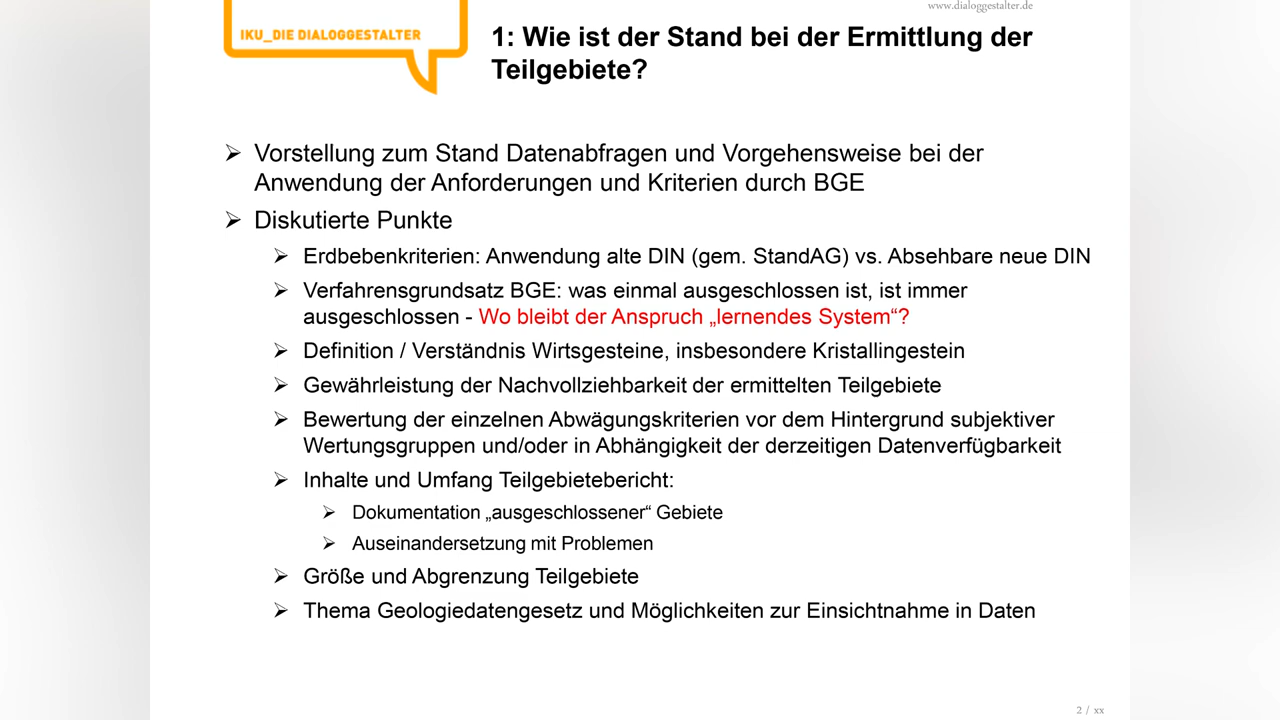 www.dialoggestalter.de
IKU_DIE DIALOGGESTALTER
1: Wie ist der Stand bei der Ermittlung der
Teilgebiete?
Vorstellung zum Stand Datenabfragen und Vorgehensweise bei der
Anwendung der Anforderungen und Kriterien durch BGE
Diskutierte Punkte
Erdbebenkriterien: Anwendung alte DIN (gem. StandAG) vs. Absehbare neue DIN
Verfahrensgrundsatz BGE: was einmal ausgeschlossen ist, ist immer
ausgeschlossen - Wo bleibt der Anspruch „lernendes System“?
Definition / Verständnis Wirtsgesteine, insbesondere Kristallingestein
Gewährleistung der Nachvollziehbarkeit der ermittelten Teilgebiete
Bewertung der einzelnen Abwägungskriterien vor dem Hintergrund subjektiver
Wertungsgruppen und/oder in Abhängigkeit der derzeitigen Datenverfügbarkeit
Inhalte und Umfang Teilgebietebericht:
Dokumentation „ausgeschlossener“ Gebiete
Auseinandersetzung mit Problemen
Größe und Abgrenzung Teilgebiete
Thema Geologiedatengesetz und Möglichkeiten zur Einsichtnahme in Daten
2 / xx